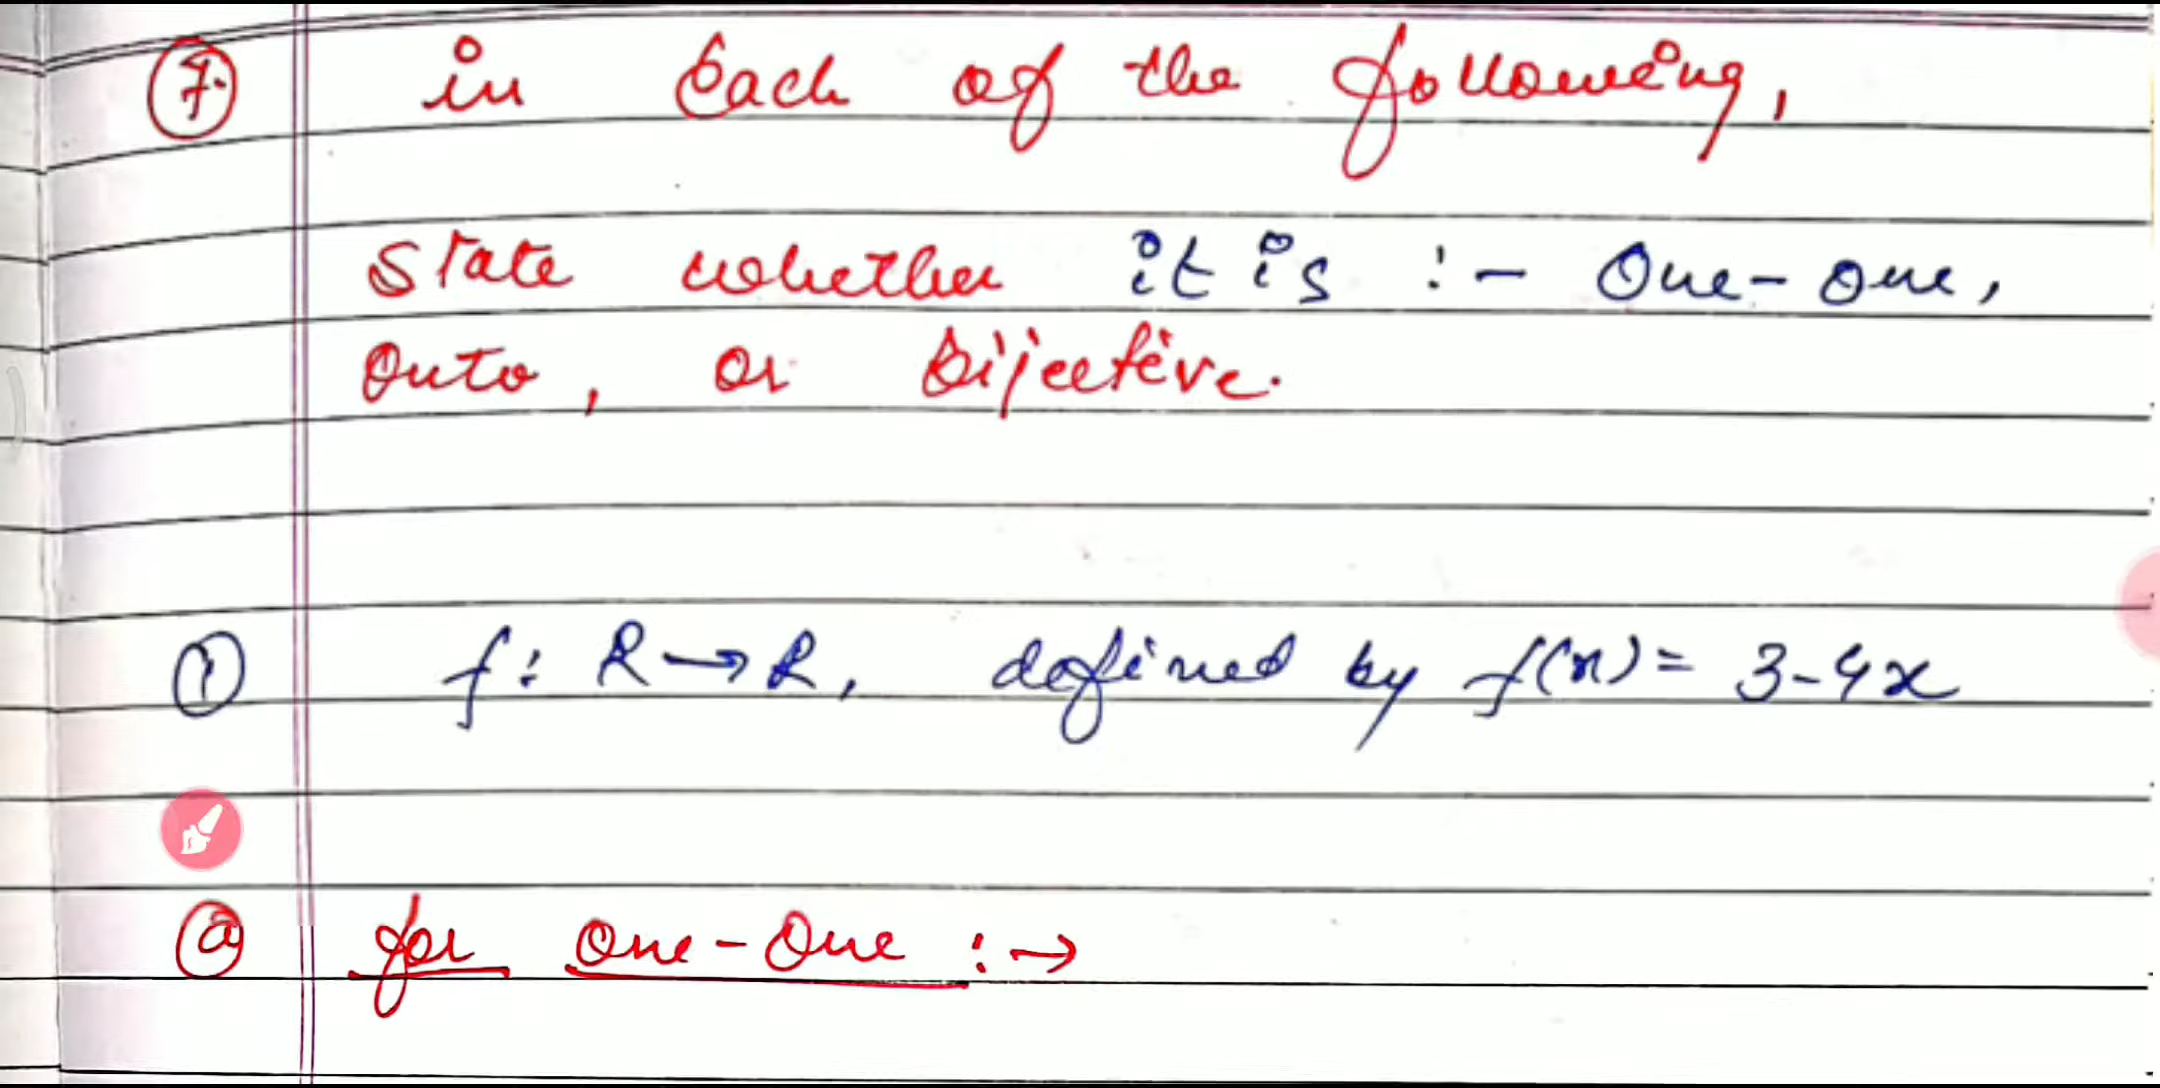 7. in Each of the following,
State whether it is :- One-One,
Onto, or bijective.
1 f: R→R, defined by f(x)= 3-4x
a for One-One :→